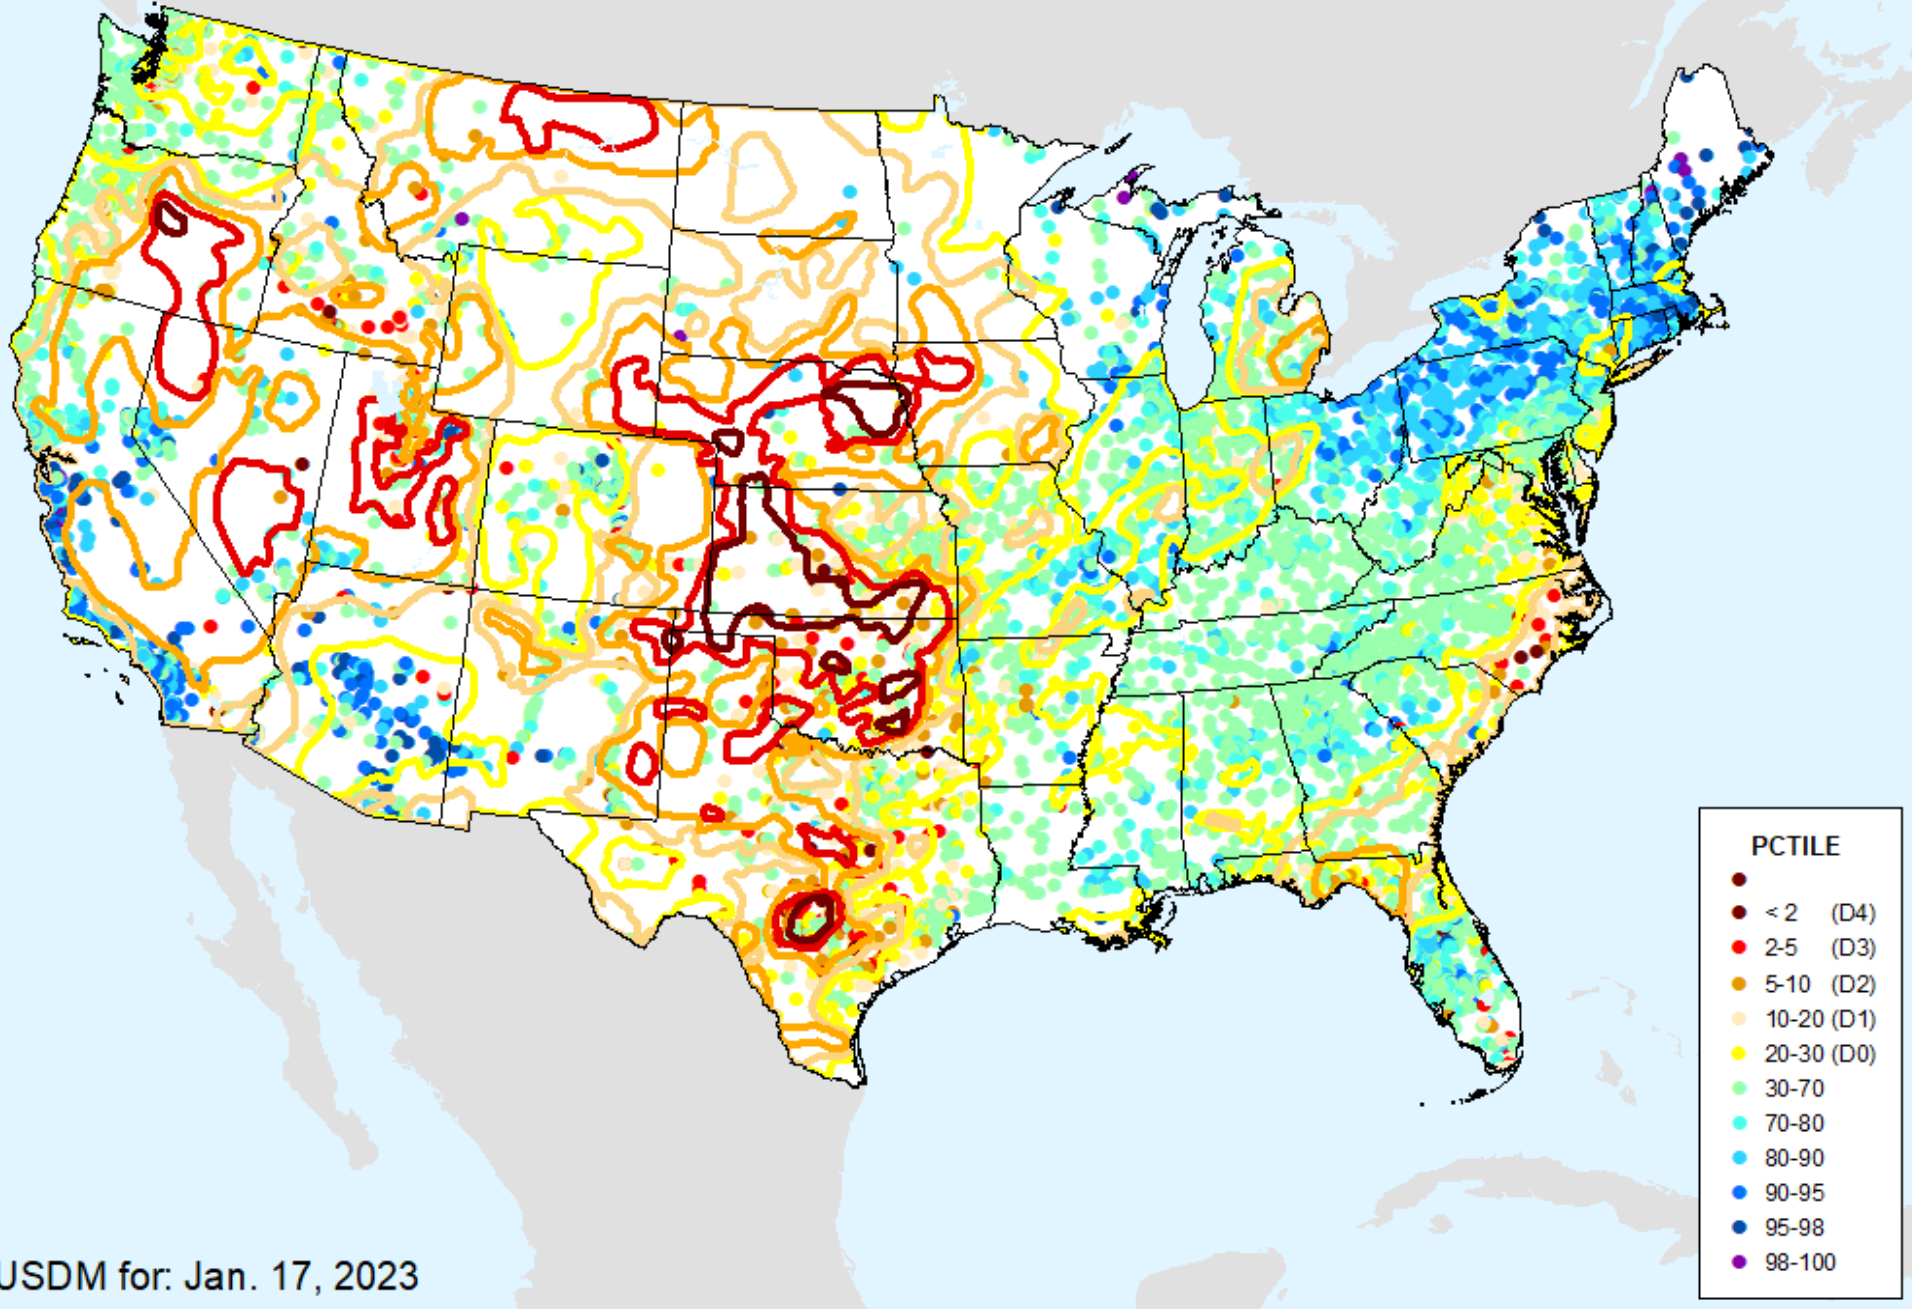 PCTILE
< 2 (D4)
2-5 (D3)
5-10 (D2)
10-20 (D1)
20-30 (D0)
30-70
70-80
80-90
90-95
95-98
98-100
USDM for: Jan. 17, 2023